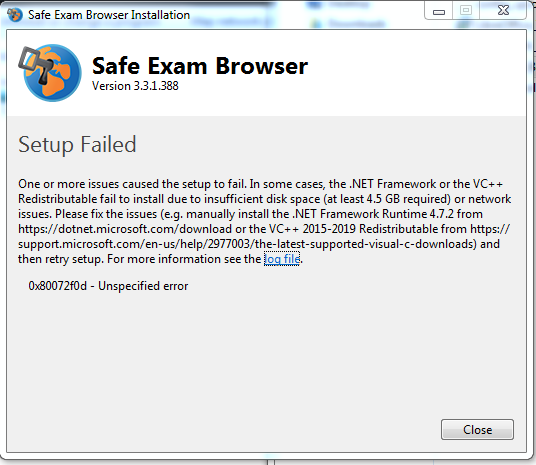 Safe Exam Browser Installation
Safe Exam Browser
Version 3.3.1.388
Setup Failed
One or more issues caused the setup to fail. In some cases, the .NET Framework or the VC++
Redistributable fail to install due to insufficient disk space (at least 4.5 GB required) or network
issues. Please fix the issues (e.g. manually install the .NET Framework Runtime 4.7.2 from
https://dotnet.microsoft.com/download or the VC++ 2015-2019 Redistributable from https://
support.microsoft.com/en-us/help/2977003/the-latest-supported-visual-c-downloads) and
then retry setup. For more information see the log file.
0x80072f0d - Unspecified error
Close